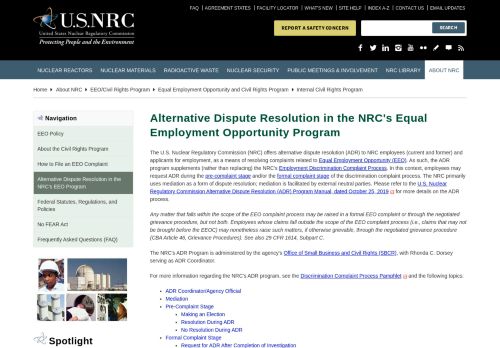 FAQ | AGREEMENT STATES | FACILITY LOCATOR | WHAT'S NEW | SITE HELP | INDEX A-Z | CONTACT US | EMAIL UPDATES
U.S.NRC
United States Nuclear Regulatory Commission
Protecting People and the Environment
REPORT A SAFETY CONCERN
SEARCH
NUCLEAR REACTORS
NUCLEAR MATERIALS
RADIOACTIVE WASTE
NUCLEAR SECURITY
PUBLIC MEETINGS & INVOLVEMENT
NRC LIBRARY
ABOUT NRC
Home
About NRC
EEO/Civil Rights Program
Equal Employment Opportunity and Civil Rights Program
Internal Civil Rights Program
Navigation
EEO Policy
About the Civil Rights Program
How to File an EEO Complaint
Alternative Dispute Resolution in the
NRC's EEO Program
Federal Statutes, Regulations, and
Policies
No FEAR Act
Frequently Asked Questions (FAQ)
Spotlight
Alternative Dispute Resolution in the NRC's Equal
Employment Opportunity Program
The U.S. Nuclear Regulatory Commission (NRC) offers alternative dispute resolution (ADR) to NRC employees (current and former) and
applicants for employment, as a means of resolving complaints related to Equal Employment Opportunity (EEO). As such, the ADR
program supplements (rather than replacing) the NRC's Employment Discrimination Complaint Process. In this context, employees may
request ADR during the pre-complaint stage and/or the formal complaint stage of the discrimination complaint process. The NRC primarily
uses mediation as a form of dispute resolution; mediation is facilitated by external neutral parties. Please refer to the U.S. Nuclear
Regulatory Commission Alternative Dispute Resolution (ADR) Program Manual, dated October 25, 2019 for more details on the ADR
process.
Any matter that falls within the scope of the EEO complaint process may be raised in a formal EEO complaint or through the negotiated
grievance procedure, but not both. Employees whose claims fall outside the scope of the EEO complaint process (i.e., claims that may not
be brought before the EEOC) may nonetheless raise such matters, if otherwise grievable, through the negotiated grievance procedure
(CBA Article 46, Grievance Procedures). See also 29 CFR 1614, Subpart C.
The NRC's ADR Program is administered by the agency's Office of Small Business and Civil Rights (SBCR), with Rhonda C. Dorsey
serving as ADR Coordinator.
For more information regarding the NRC's ADR program, see the Discrimination Complaint Process Pamphlet and the following topics:
ADR Coordinator/Agency Official
Mediation
Pre-Complaint Stage
Making an Election
Resolution During ADR
No Resolution During ADR
Formal Complaint Stage
Request for ADR After Completion of Investigation